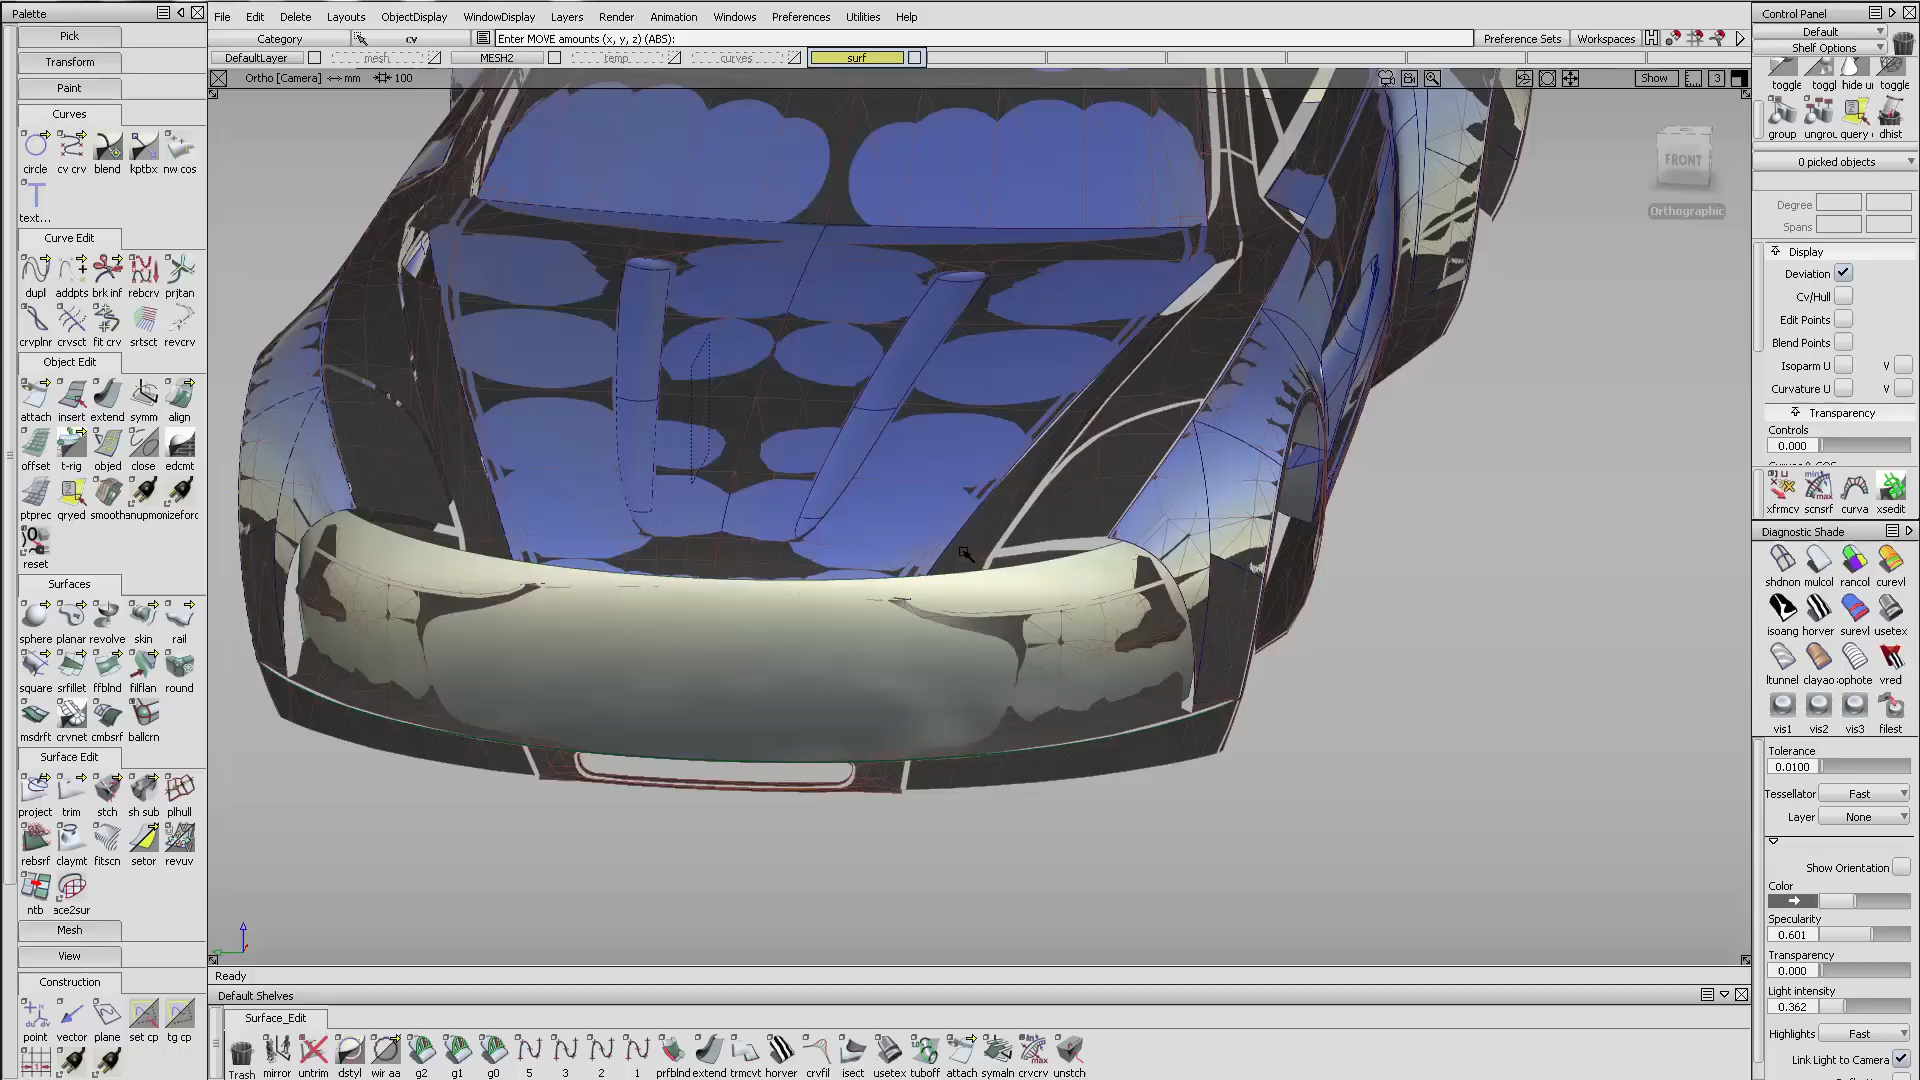 Palette
File Edit Delete Layouts ObjectDisplay WindowDisplay Layers Render Animation Windows Preferences Utilities Help
Control Panel
Pick
Category cv Enter MOVE amounts (x, y, z) (ABS): Preference Sets Workspaces
Default
Shelf Options
DefaultLayer mesh MESH2 temp curves surf
Transform
Ortho [Camera] mm 100 Show 3
toggle toggl hide ur toggle
Paint
Curves
group ungrou query dhist
circle cv crv blend kptbx nw cos
FRONT
0 picked objects
Orthographic
text...
Degree
Spans
Curve Edit
Display
Deviation
dupl addpts brk inf rebcrv prjtan
Cv/Hull
Edit Points
crvplnr crvsct fit crv srtsct revcrv
Blend Points
Object Edit
Isoparm U V
Curvature U V
attach insert extend symm align
Transparency
Controls
0.000
offset t-rig objed close edcmt
ptprec qryed smooth
xfrmcv scnsrf curva xsedit
Diagnostic Shade
reset
Surfaces
shdnon mulcol rancol curevl
sphere planar revolve skin rail
isoang horver surevl usetex
square srfillet ffblnd filflan round
ltunnel clayao vred
msdrft crvnet cmbsrf ballcrn
vis1 vis2 vis3 filest
Surface Edit
Tolerance
0.0100
Tessellator Fast
project trim stch sh sub plhull
Layer None
rebsrf claymt fitscn setor revuv
Show Orientation
Color
ntb
Specularity
0.601
Mesh
Transparency
View
0.000
Ready
Construction
Light intensity
Default Shelves
0.362
Surface_Edit
point vector plane set cp tg cp
Highlights Fast
Link Light to Camera
Trash mirror untrim dstyl wir aa g2 g1 g0 5 3 2 1 prfblnd extend trmcvt horver crvfil isect usetex tuboff attach symaln crvcrv unstch